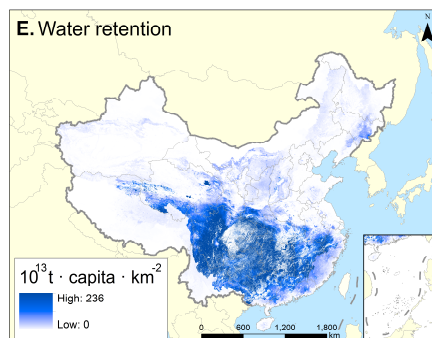 E. Water retention
N
10¹³t · capita · km⁻²
High: 236
Low: 0
0 600 1,200 1,800
km